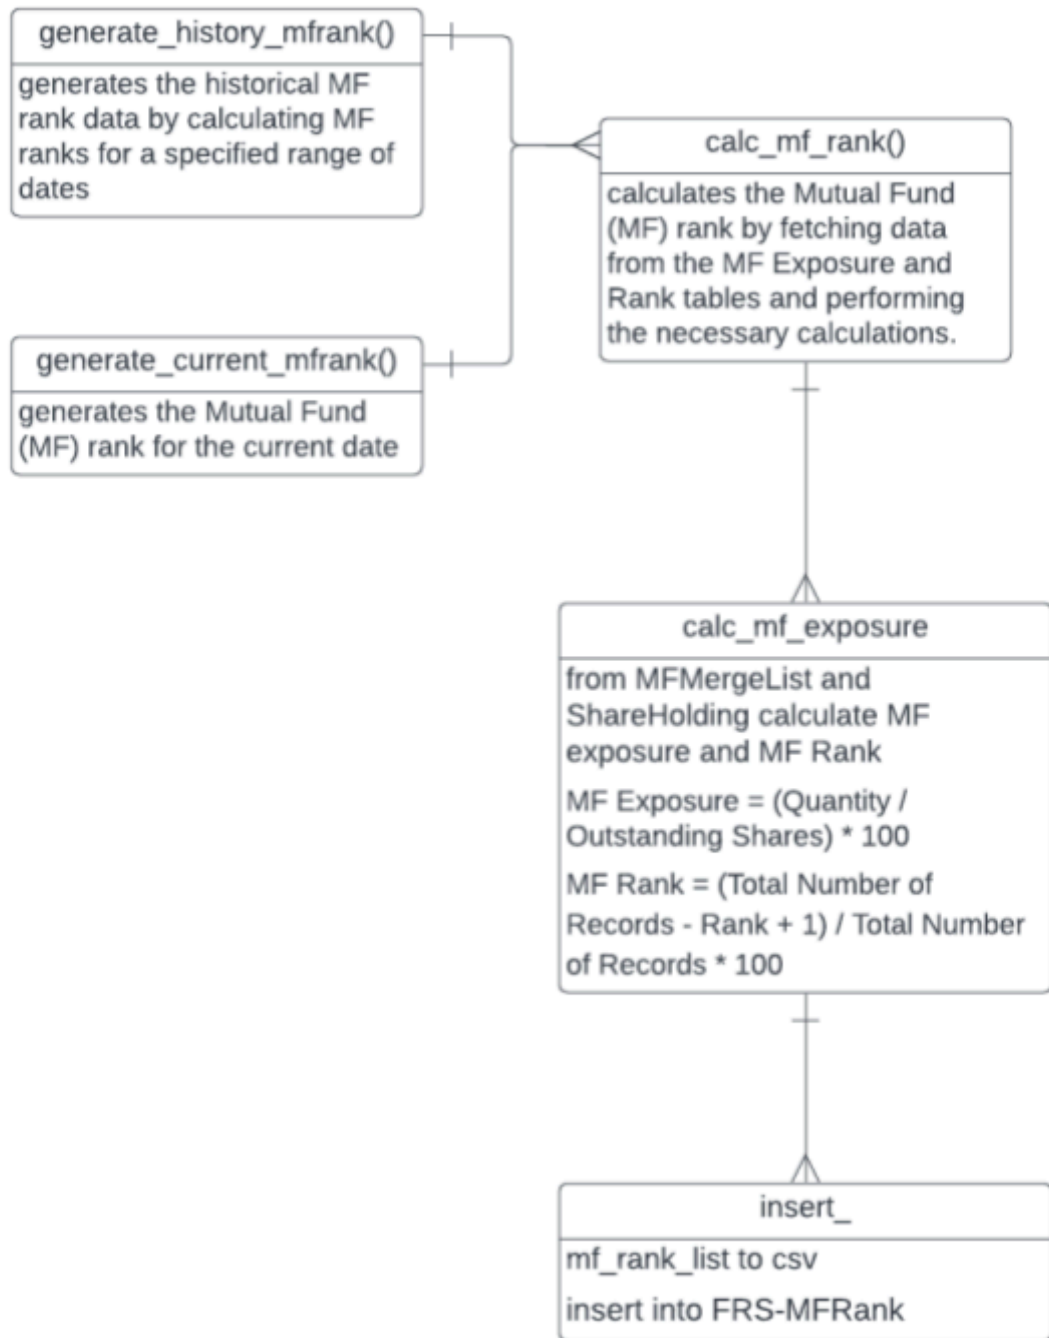 generate_history_mfrank()
generates the historical MF
rank data by calculating MF
ranks for a specified range of
dates
calc_mf_rank()
calculates the Mutual Fund
(MF) rank by fetching data
from the MF Exposure and
Rank tables and performing
the necessary calculations.
generate_current_mfrank()
generates the Mutual Fund
(MF) rank for the current date
calc_mf_exposure
from MFMergeList and
ShareHolding calculate MF
exposure and MF Rank
MF Exposure = (Quantity /
Outstanding Shares) * 100
MF Rank = (Total Number of
Records - Rank + 1) / Total Number
of Records * 100
insert_
mf_rank_list to csv
insert into FRS-MFRank